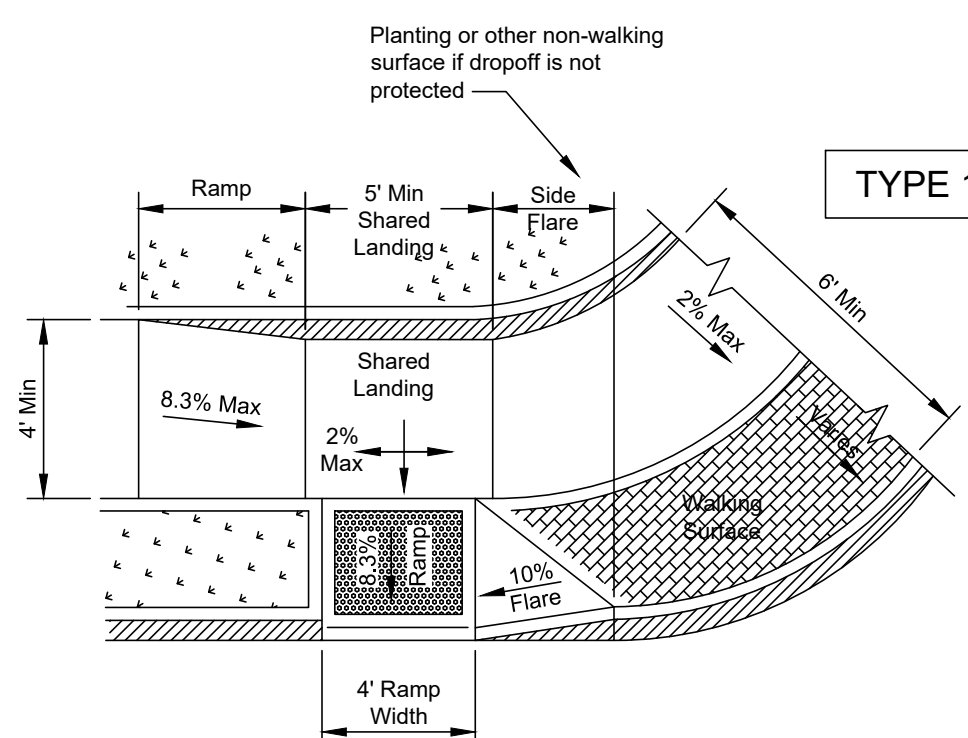 Planting or other non-walking
surface if dropoff is not
protected
TYPE 1
Ramp
5' Min
Shared
Landing
Side
Flare
6' Min
2% Max
Shared
Landing
4' Min
8.3% Max
2%
Max
varies
Walking
Surface
8.3%
Ramp
10%
Flare
4' Ramp
Width